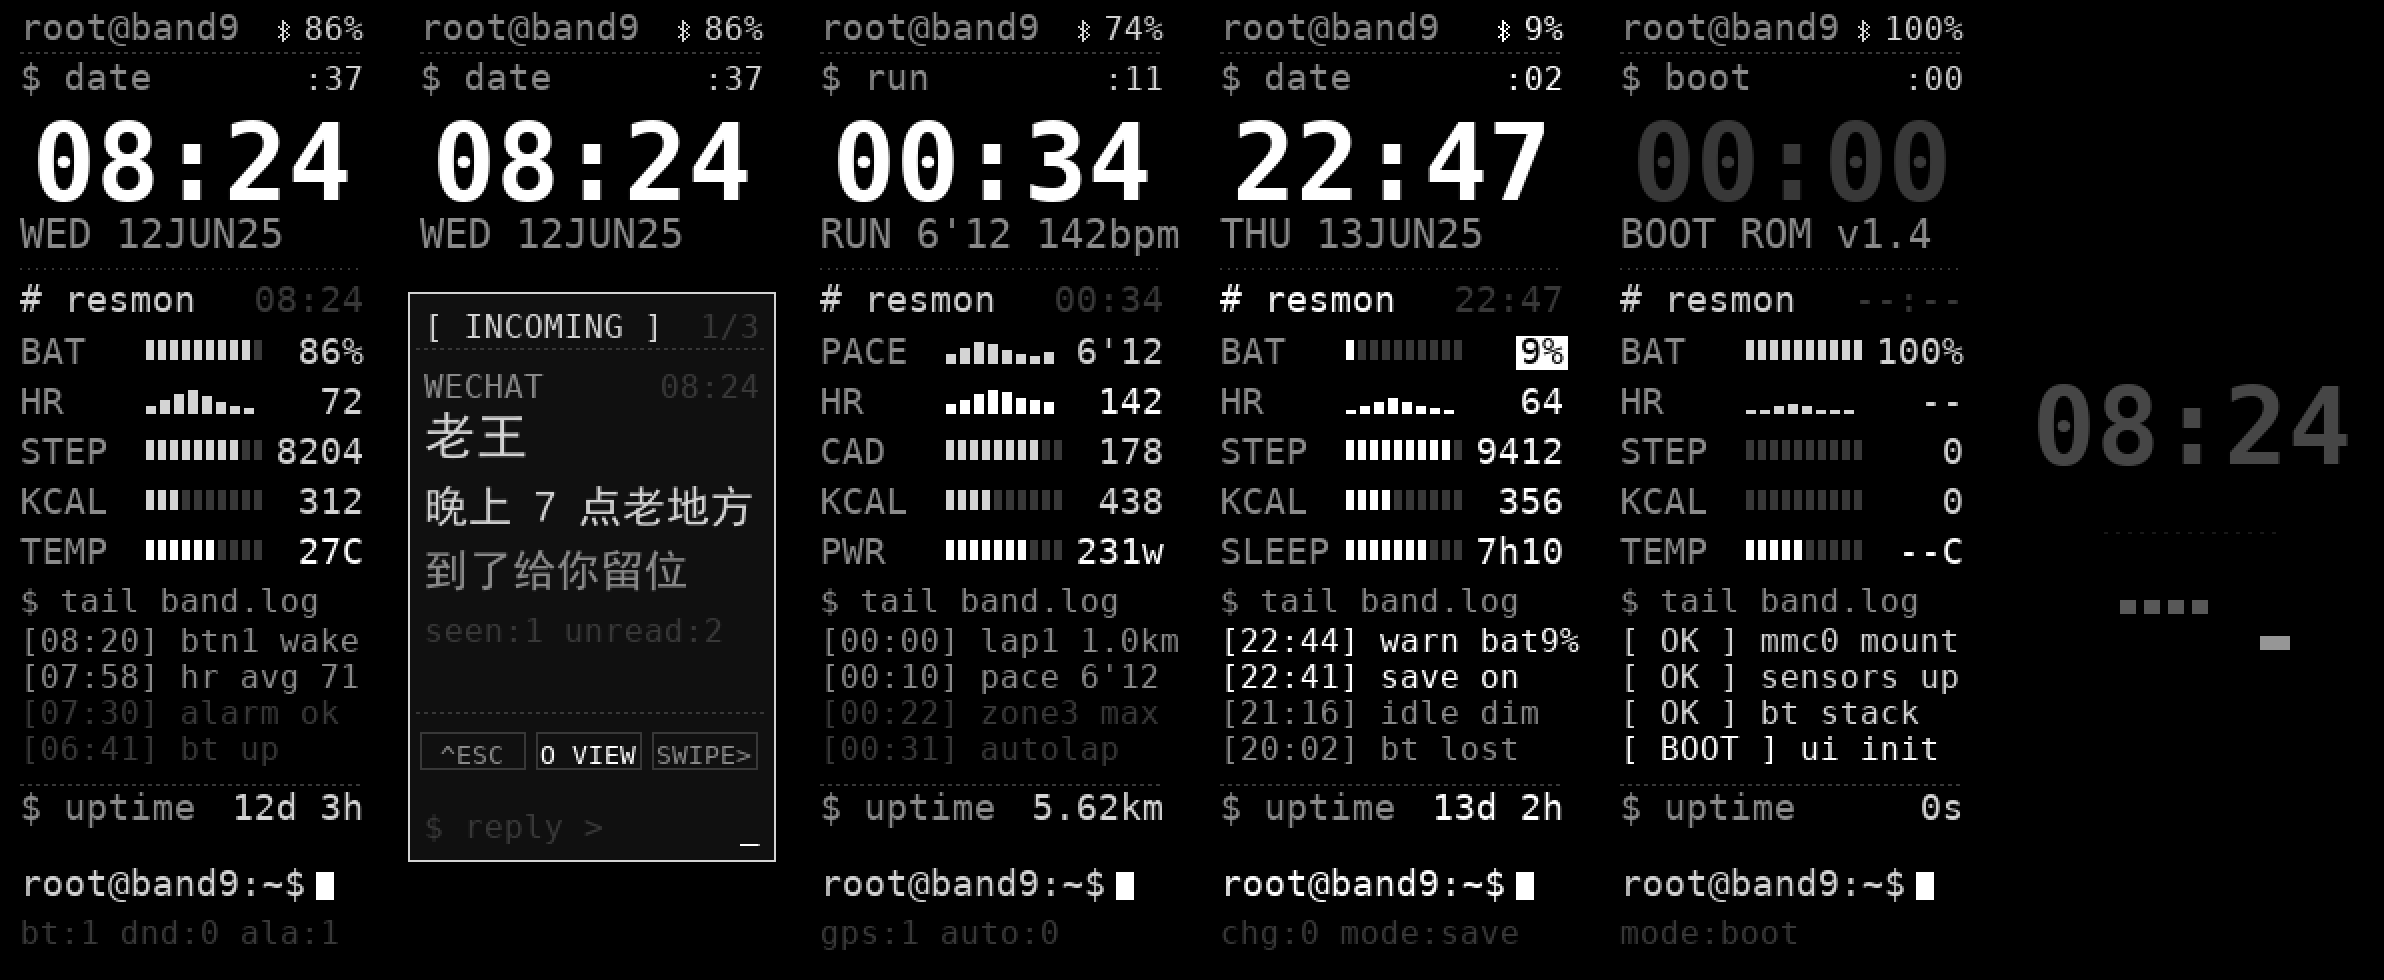 root@band9 86%
$ date :37
08:24
WED 12JUN25
# resmon 08:24
BAT 86%
HR 72
STEP 8204
KCAL 312
TEMP 27C
$ tail band.log
[08:20] btn1 wake
[07:58] hr avg 71
[07:30] alarm ok
[06:41] bt up
$ uptime 12d 3h
root@band9:~$
bt:1 dnd:0 ala:1
root@band9 86%
$ date :37
08:24
WED 12JUN25
[ INCOMING ] 1/3
WECHAT 08:24
老王
晚上 7 点老地方
到了给你留位
seen:1 unread:2
^ESC O VIEW SWIPE>
$ reply > _
root@band9 74%
$ run :11
00:34
RUN 6'12 142bpm
# resmon 00:34
PACE 6'12
HR 142
CAD 178
KCAL 438
PWR 231w
$ tail band.log
[00:00] lap1 1.0km
[00:10] pace 6'12
[00:22] zone3 max
[00:31] autolap
$ uptime 5.62km
root@band9:~$
gps:1 auto:0
root@band9 9%
$ date :02
22:47
THU 13JUN25
# resmon 22:47
BAT 9%
HR 64
STEP 9412
KCAL 356
SLEEP 7h10
$ tail band.log
[22:44] warn bat9%
[22:41] save on
[21:16] idle dim
[20:02] bt lost
$ uptime 13d 2h
root@band9:~$
chg:0 mode:save
root@band9 100%
$ boot :00
00:00
BOOT ROM v1.4
# resmon --:--
BAT 100%
HR --
STEP 0
KCAL 0
TEMP --C
$ tail band.log
[ OK ] mmc0 mount
[ OK ] sensors up
[ OK ] bt stack
[ BOOT ] ui init
$ uptime 0s
root@band9:~$
mode:boot
08:24